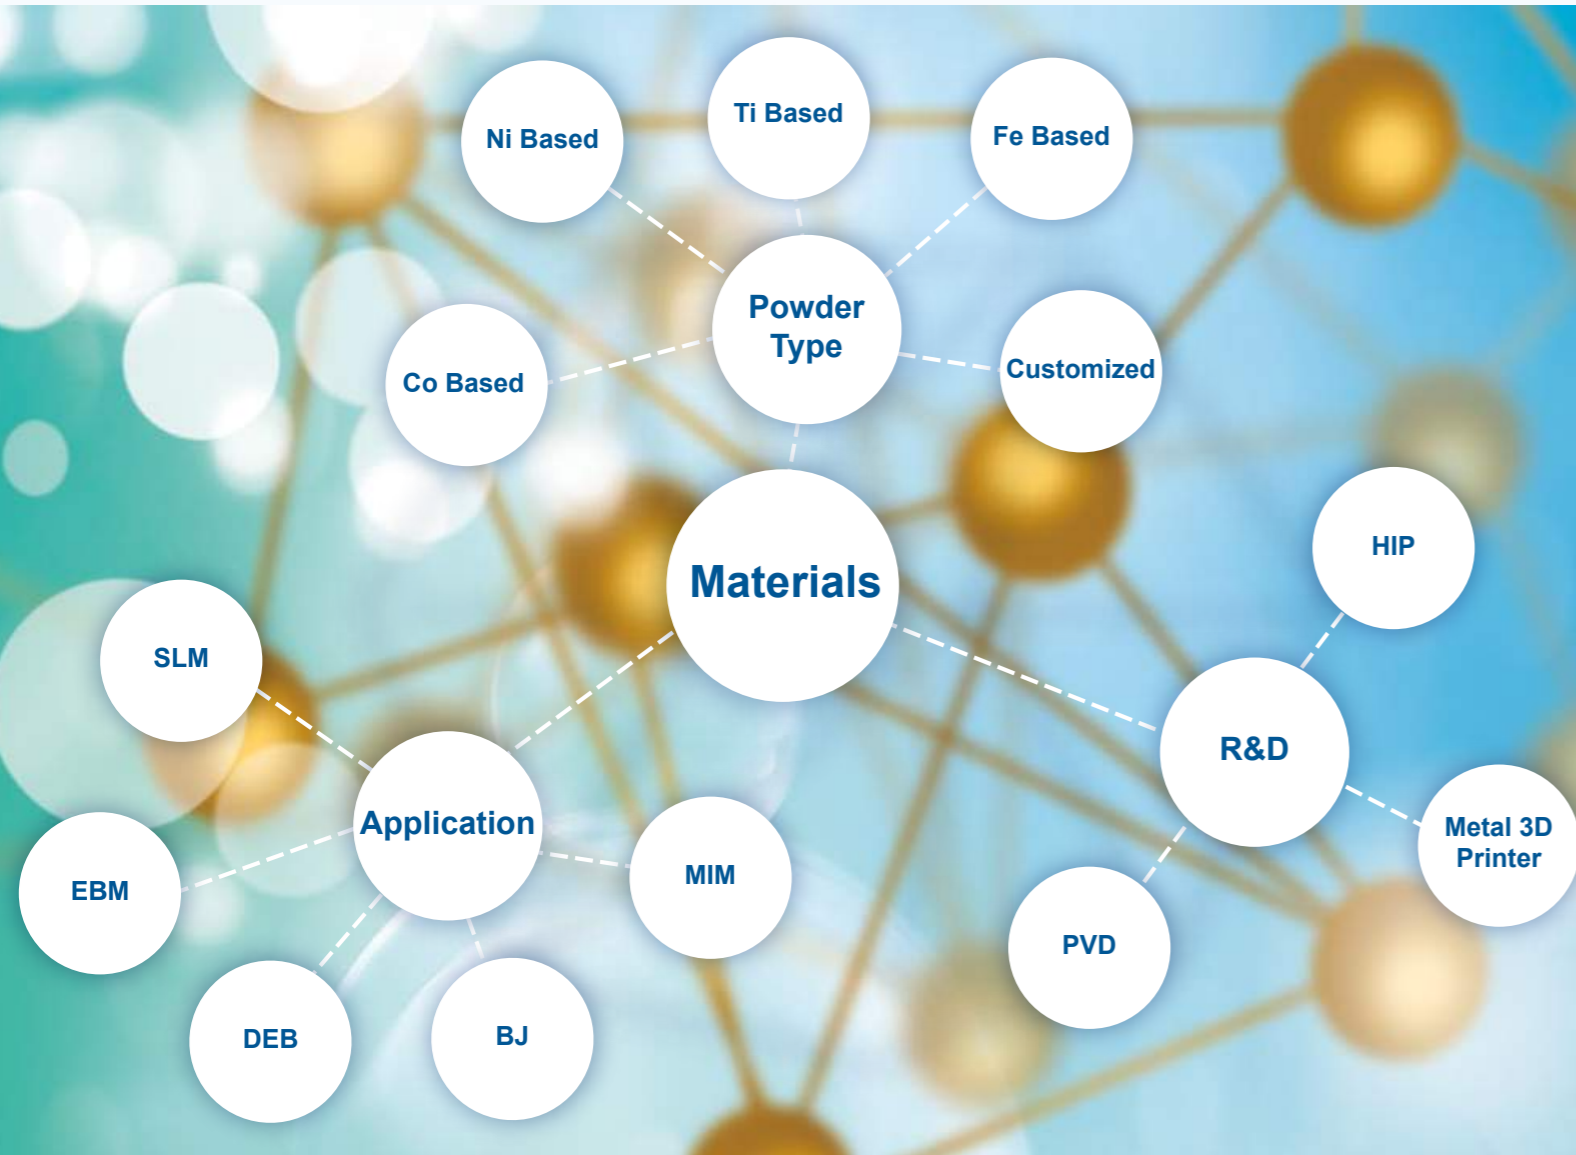 Ti Based
Ni Based
Fe Based
Powder
Type
Customized
Co Based
Materials
HIP
SLM
R&D
Application
Metal 3D
Printer
MIM
EBM
PVD
DEB
BJ